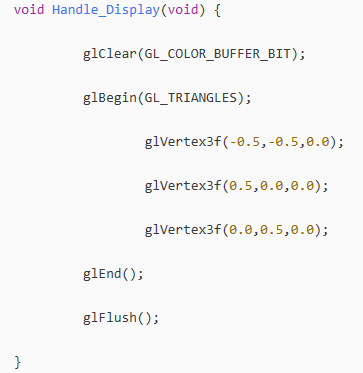 void Handle_Display(void) {
glClear(GL_COLOR_BUFFER_BIT);
glBegin(GL_TRIANGLES);
glVertex3f(-0.5,-0.5,0.0);
glVertex3f(0.5,0.0,0.0);
glVertex3f(0.0,0.5,0.0);
glEnd();
glFlush();
}